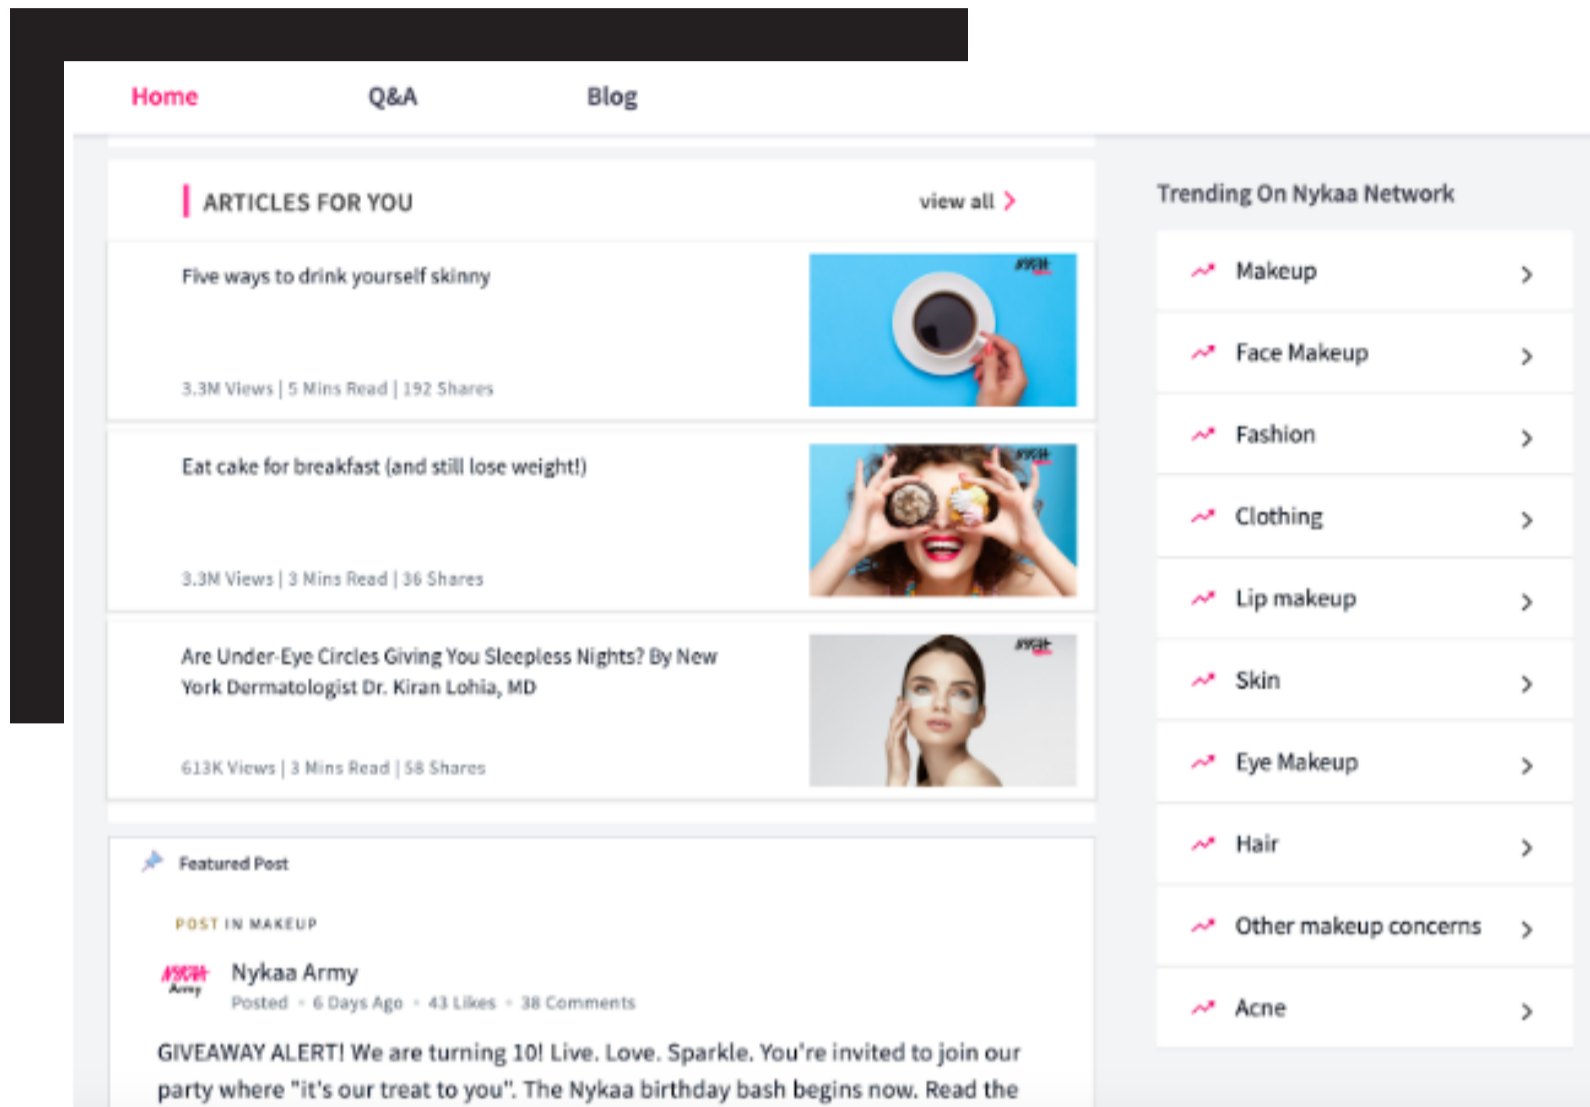 Home
Q&A
Blog
ARTICLES FOR YOU
view all
Five ways to drink yourself skinny
3.3M Views | 5 Mins Read | 192 Shares
NYKAA
Eat cake for breakfast (and still lose weight!)
3.3M Views | 3 Mins Read | 36 Shares
NYKAA
Are Under-Eye Circles Giving You Sleepless Nights? By New
York Dermatologist Dr. Kiran Lohia, MD
613K Views | 3 Mins Read | 58 Shares
NYKAA
Featured Post
POST IN MAKEUP
NYKAA
Army
Nykaa Army
Posted • 6 Days Ago • 43 Likes • 38 Comments
GIVEAWAY ALERT! We are turning 10! Live. Love. Sparkle. You're invited to join our
party where "it's our treat to you". The Nykaa birthday bash begins now. Read the
Trending On Nykaa Network
Makeup
Face Makeup
Fashion
Clothing
Lip makeup
Skin
Eye Makeup
Hair
Other makeup concerns
Acne